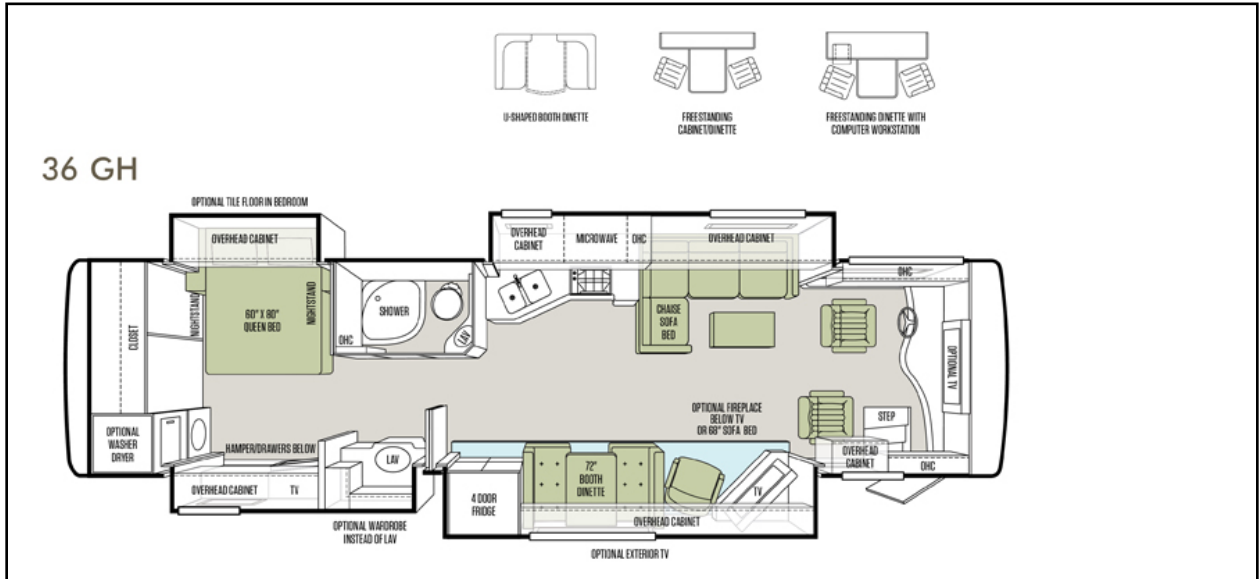 U-SHAPED BOOTH DINETTE
FREESTANDING
CABINET/DINETTE
FREESTANDING DINETTE WITH
COMPUTER WORKSTATION
36 GH
OPTIONAL TILE FLOOR IN BEDROOM
OVERHEAD CABINET
OVERHEAD
CABINET
MICROWAVE
OHC
OVERHEAD CABINET
OHC
CLOSET
NIGHTSTAND
60" X 80"
QUEEN BED
NIGHTSTAND
OHC
SHOWER
LAV
CHAISE
SOFA
BED
OPTIONAL TV
OPTIONAL
WASHER
DRYER
HAMPER/DRAWERS BELOW
LAV
OPTIONAL FIREPLACE
BELOW TV
OR 68" SOFA BED
STEP
OVERHEAD
CABINET
OHC
OVERHEAD CABINET
TV
4 DOOR
FRIDGE
72"
BOOTH
DINETTE
TV
OVERHEAD CABINET
OPTIONAL WARDROBE
INSTEAD OF LAV
OPTIONAL EXTERIOR TV